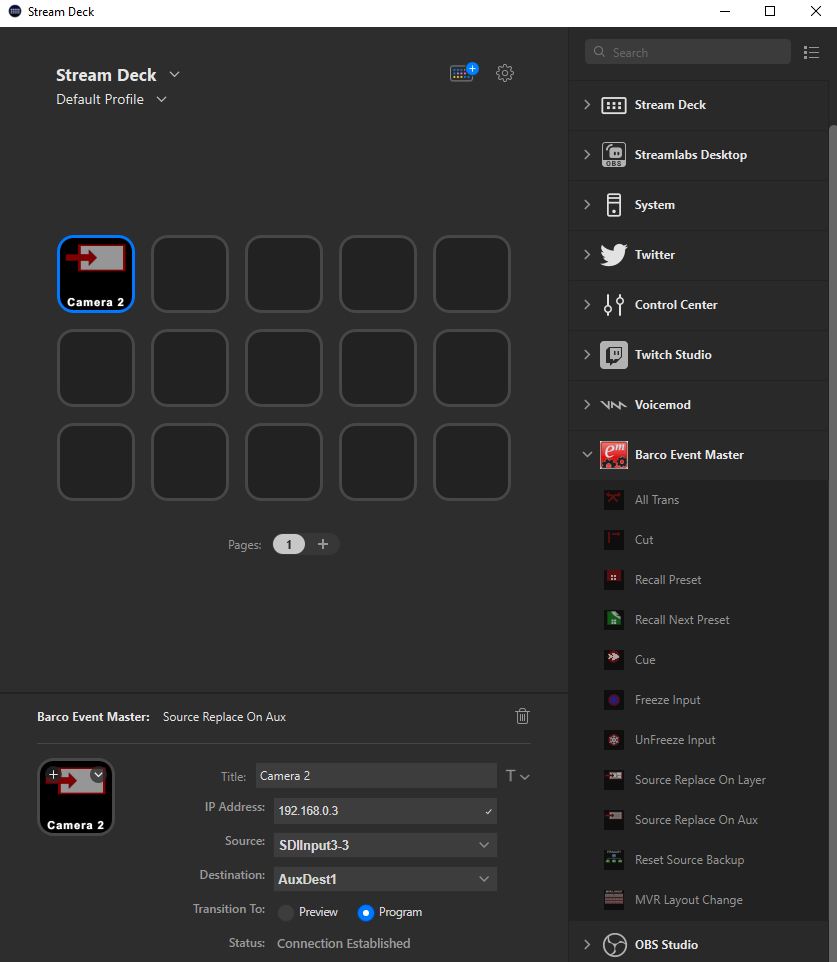 Stream Deck
Stream Deck
Default Profile
Camera 2
Pages: 1
Search
Stream Deck
OBS
Streamlabs Desktop
System
Twitter
Control Center
Twitch Studio
Voicemod
em
Barco Event Master
All Trans
Cut
Recall Preset
Recall Next Preset
Cue
Freeze Input
UnFreeze Input
Source Replace On Layer
Source Replace On Aux
Reset Source Backup
MVR Layout Change
OBS Studio
Barco Event Master: Source Replace On Aux
Camera 2
Title: Camera 2
T
IP Address: 192.168.0.3
Source: SDIInput3-3
Destination: AuxDest1
Transition To: Preview Program
Status: Connection Established